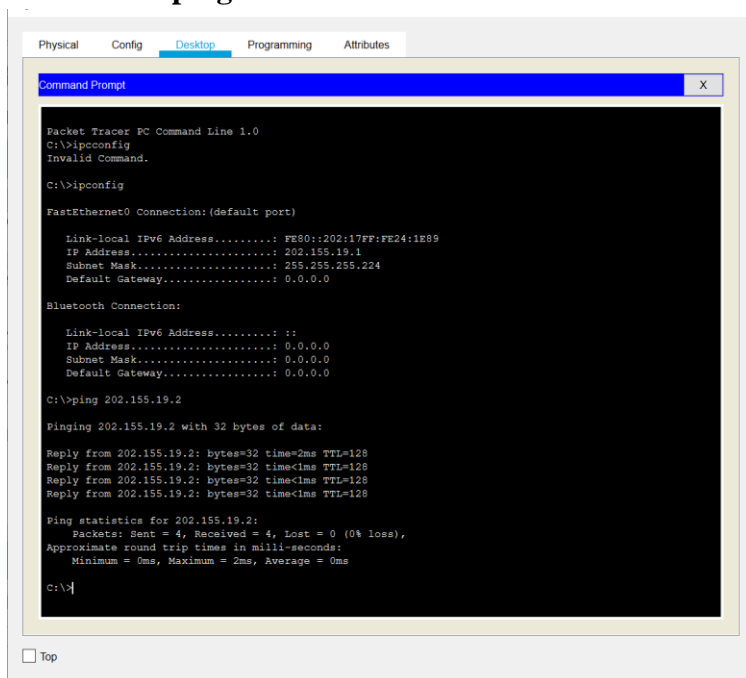 ping
Physical Config Desktop Programming Attributes
Command Prompt X
Packet Tracer PC Command Line 1.0
C:\>ipcconfig
Invalid Command.
C:\>ipconfig
FastEthernet0 Connection:(default port)
Link-local IPv6 Address.........: FE80::202:17FF:FE24:1E89
IP Address......................: 202.155.19.1
Subnet Mask.....................: 255.255.255.224
Default Gateway.................: 0.0.0.0
Bluetooth Connection:
Link-local IPv6 Address.........: ::
IP Address......................: 0.0.0.0
Subnet Mask.....................: 0.0.0.0
Default Gateway.................: 0.0.0.0
C:\>ping 202.155.19.2
Pinging 202.155.19.2 with 32 bytes of data:
Reply from 202.155.19.2: bytes=32 time=2ms TTL=128
Reply from 202.155.19.2: bytes=32 time<1ms TTL=128
Reply from 202.155.19.2: bytes=32 time<1ms TTL=128
Reply from 202.155.19.2: bytes=32 time<1ms TTL=128
Ping statistics for 202.155.19.2:
Packets: Sent = 4, Received = 4, Lost = 0 (0% loss),
Approximate round trip times in milli-seconds:
Minimum = 0ms, Maximum = 2ms, Average = 0ms
C:\>
Top